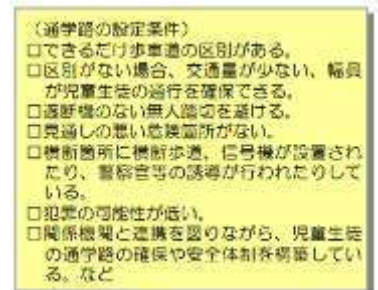 （通学路の設定条件）
□できるだけ歩車道の区別がある。
□区別がない場合、交通量が少ない、幅員
が児童生徒の通行を確保できる。
□遮断機のない無人踏切を避ける。
□見通しの悪い危険箇所がない。
□横断箇所に横断歩道、信号機が設置され
たり、警察官等の誘導が行われたりして
いる。
□犯罪の可能性が低い。
□関係機関と連携を図りながら、児童生徒
の通学路の確保や安全体制を構築してい
る。など